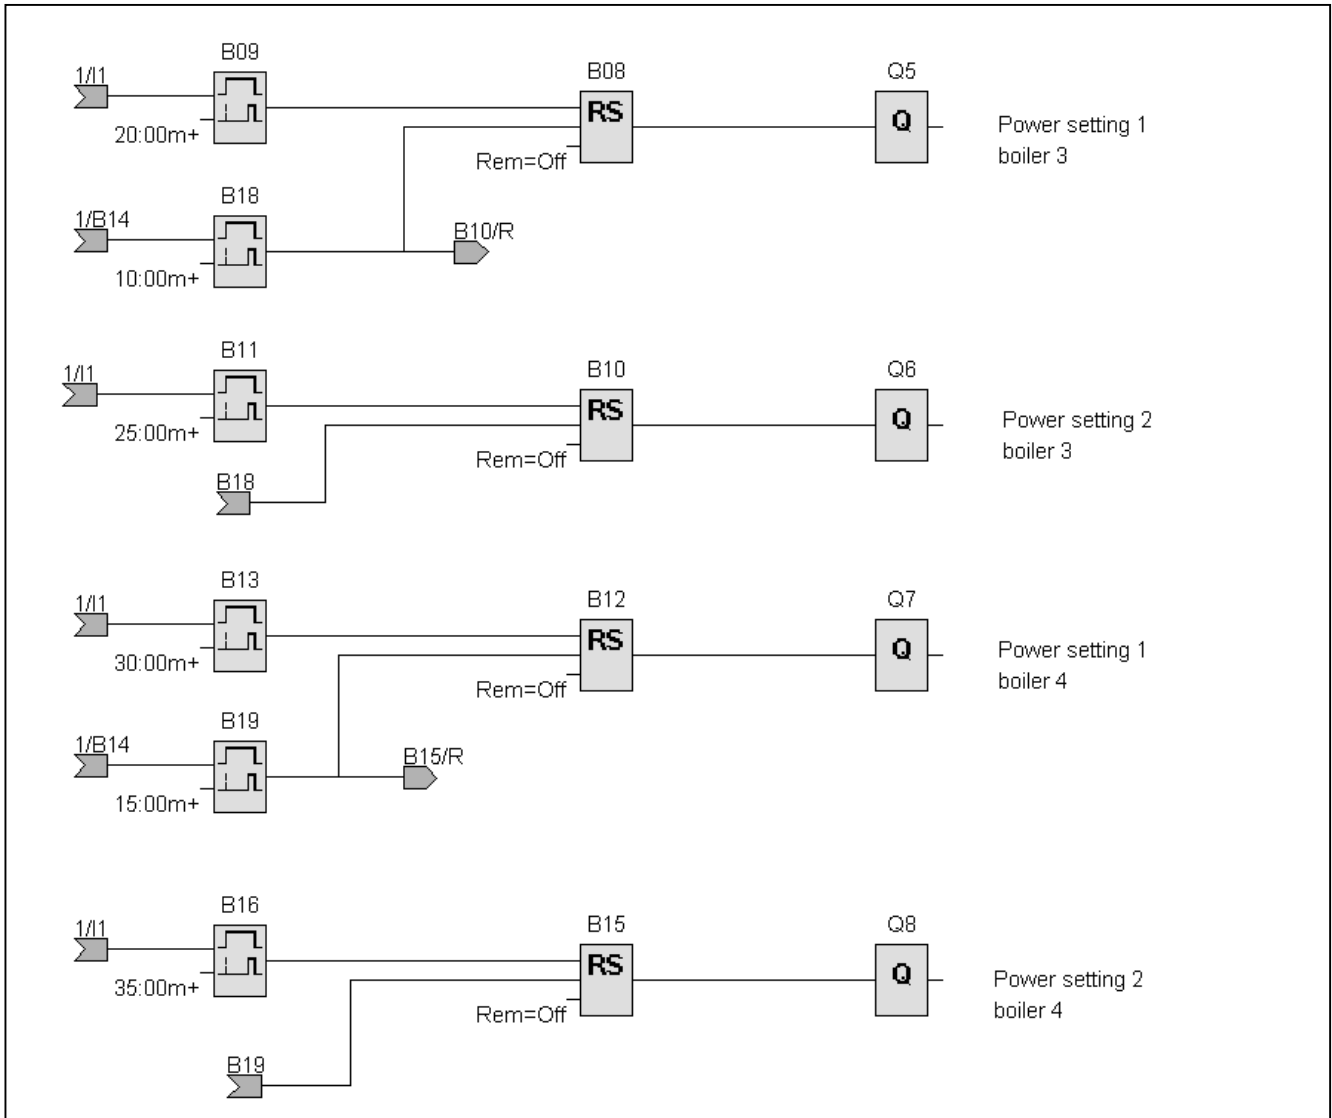 B09
B08
Q5
1/I1
RS
Q
Power setting 1
boiler 3
20:00m+
Rem=Off
B18
1/B14
B10/R
10:00m+
B11
B10
Q6
1/I1
RS
Q
Power setting 2
boiler 3
25:00m+
Rem=Off
B18
B13
B12
Q7
1/I1
RS
Q
Power setting 1
boiler 4
30:00m+
Rem=Off
B19
1/B14
B15/R
15:00m+
B16
B15
Q8
1/I1
RS
Q
Power setting 2
boiler 4
35:00m+
Rem=Off
B19